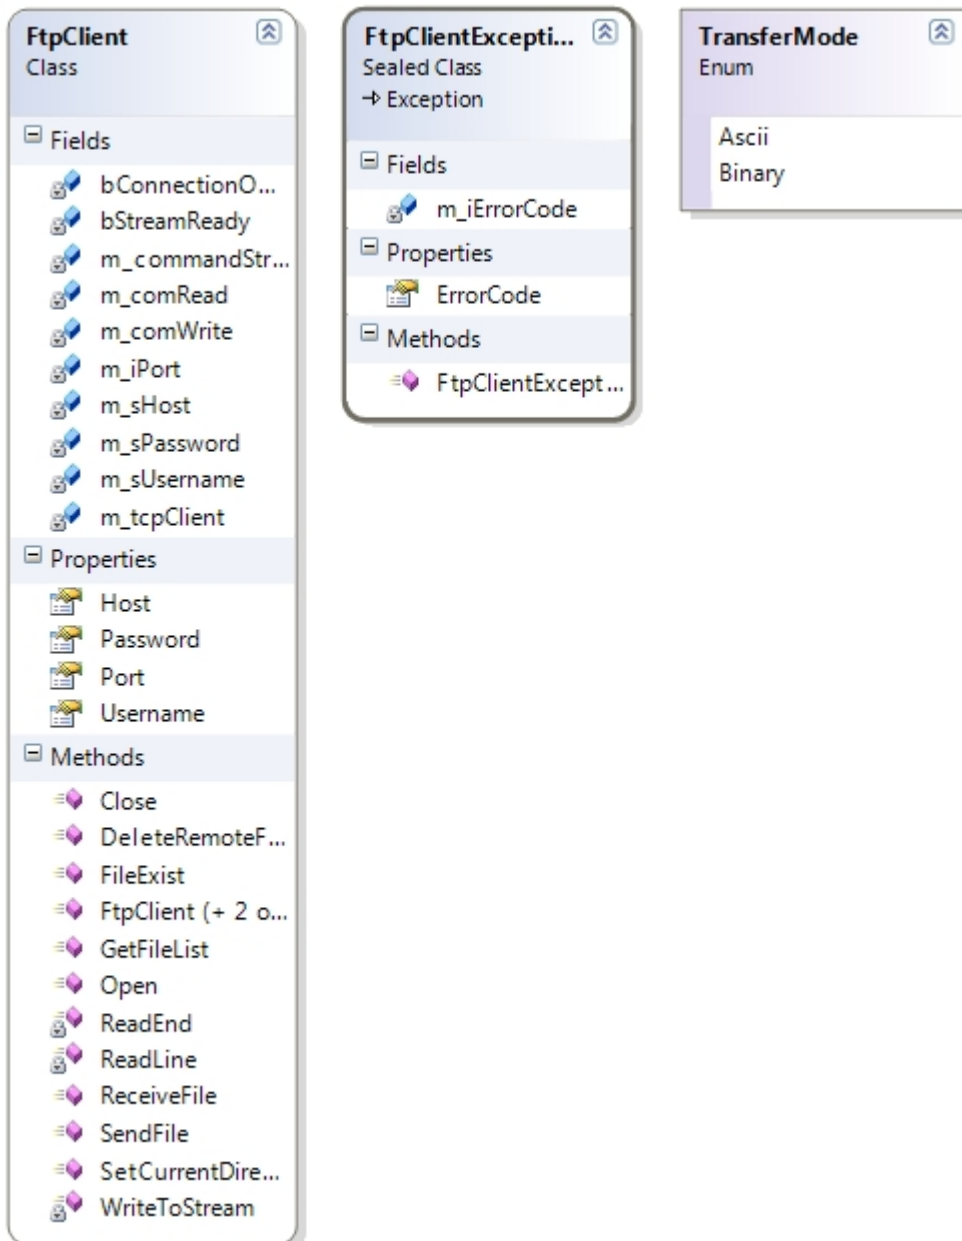 FtpClient
Class
Fields
bConnectionO...
bStreamReady
m_commandStr...
m_comRead
m_comWrite
m_iPort
m_sHost
m_sPassword
m_sUsername
m_tcpClient
Properties
Host
Password
Port
Username
Methods
Close
DeleteRemoteF...
FileExist
FtpClient (+ 2 o...
GetFileList
Open
ReadEnd
ReadLine
ReceiveFile
SendFile
SetCurrentDire...
WriteToStream
FtpClientExcepti...
Sealed Class
Exception
Fields
m_iErrorCode
Properties
ErrorCode
Methods
FtpClientExcept...
TransferMode
Enum
Ascii
Binary